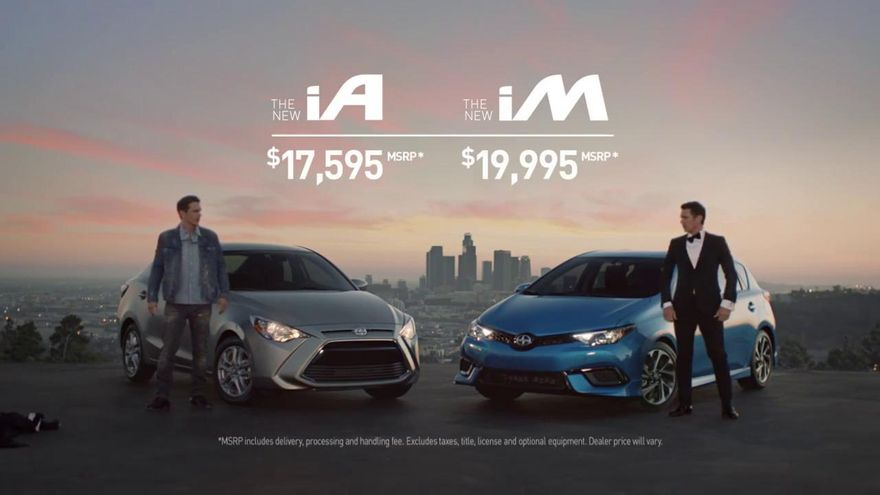 THE NEW iA
THE NEW iM
$17,595 MSRP*
$19,995 MSRP*
*MSRP includes delivery, processing and handling fee. Excludes taxes, title, license and optional equipment. Dealer price will vary.